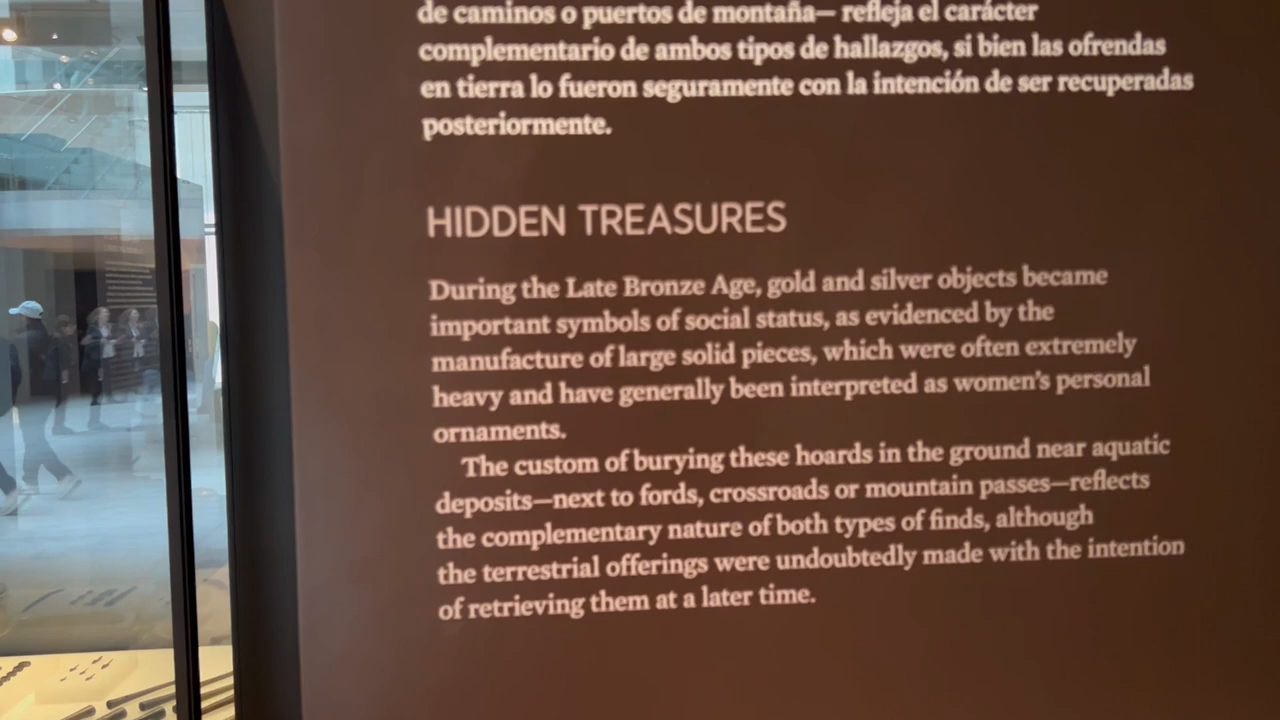 de caminos o puertos de montaña— refleja el carácter
complementario de ambos tipos de hallazgos, si bien las ofrendas
en tierra lo fueron seguramente con la intención de ser recuperadas
posteriormente.
HIDDEN TREASURES
During the Late Bronze Age, gold and silver objects became
important symbols of social status, as evidenced by the
manufacture of large solid pieces, which were often extremely
heavy and have generally been interpreted as women's personal
ornaments.
The custom of burying these hoards in the ground near aquatic
deposits—next to fords, crossroads or mountain passes—reflects
the complementary nature of both types of finds, although
the terrestrial offerings were undoubtedly made with the intention
of retrieving them at a later time.